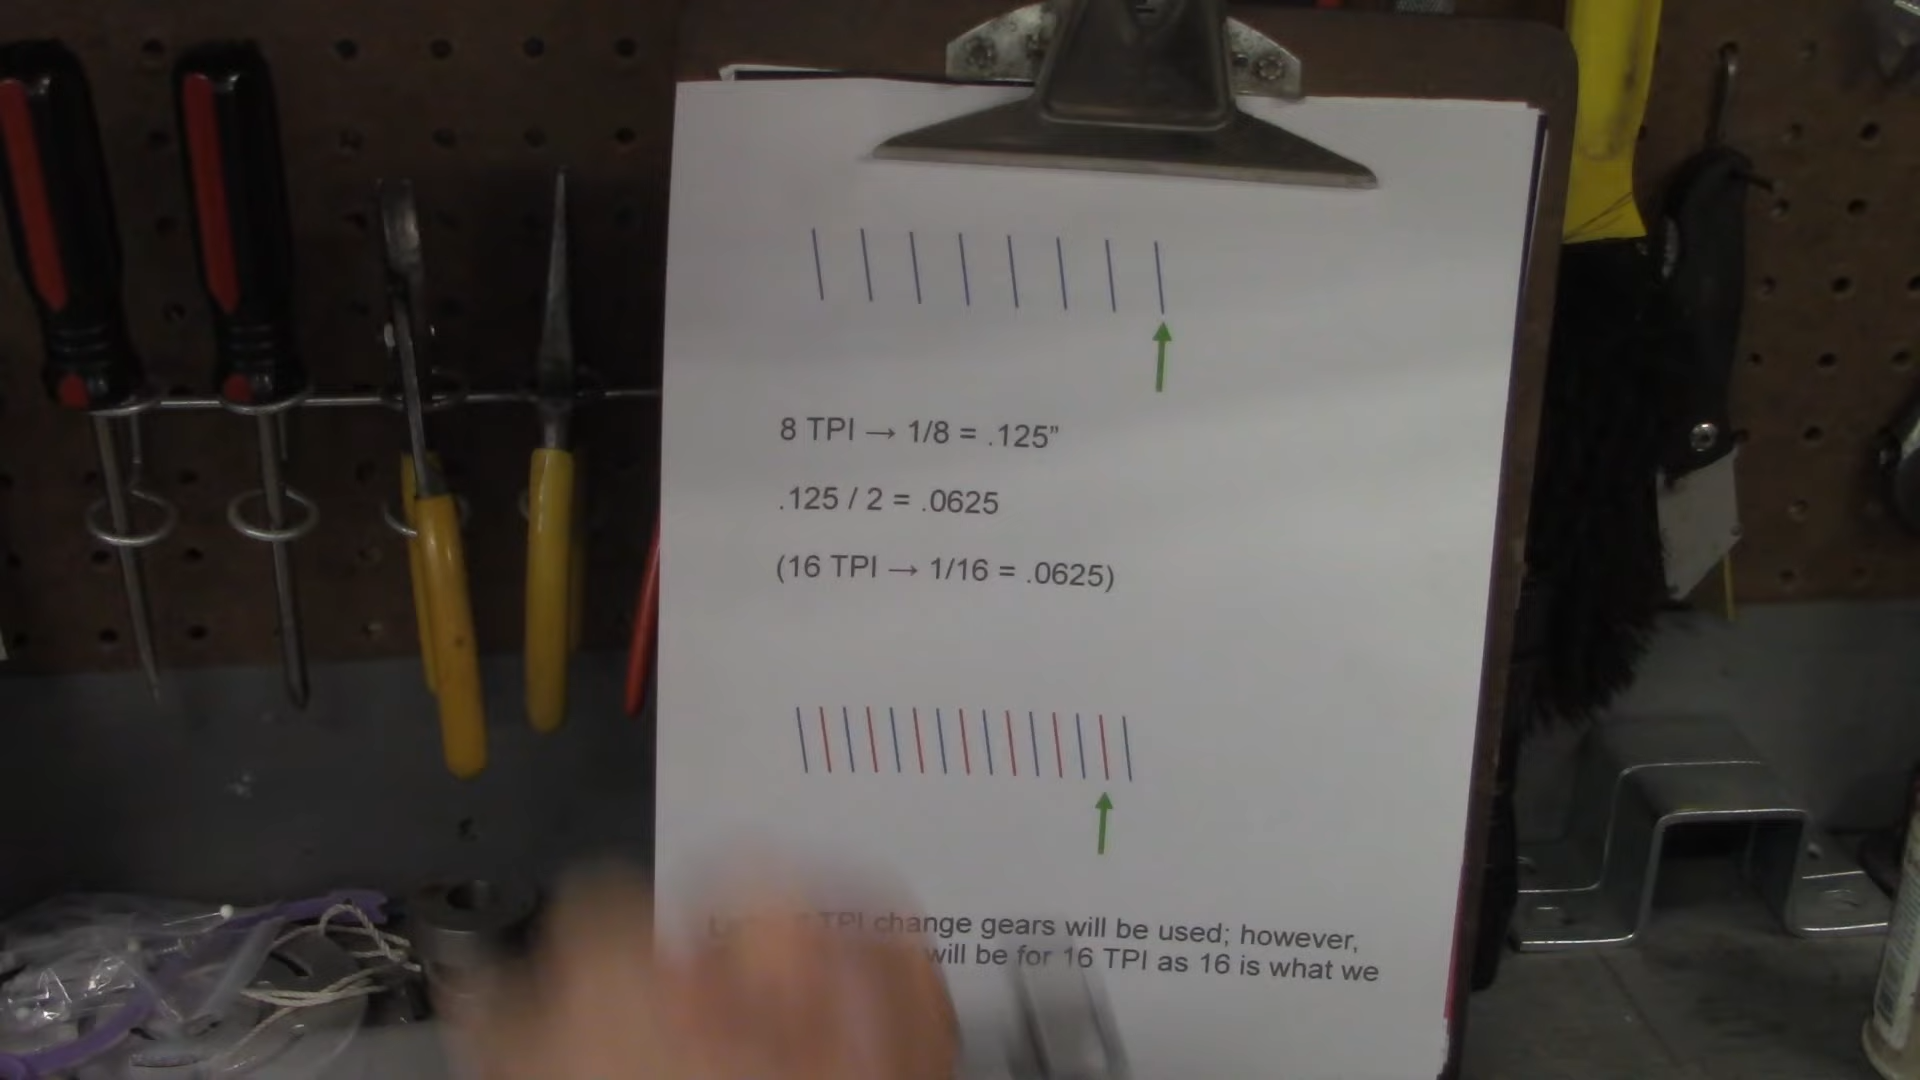 8 TPI → 1/8 = .125”
.125 / 2 = .0625
(16 TPI → 1/16 = .0625)
TPI change gears will be used; however,
will be for 16 TPI as 16 is what we